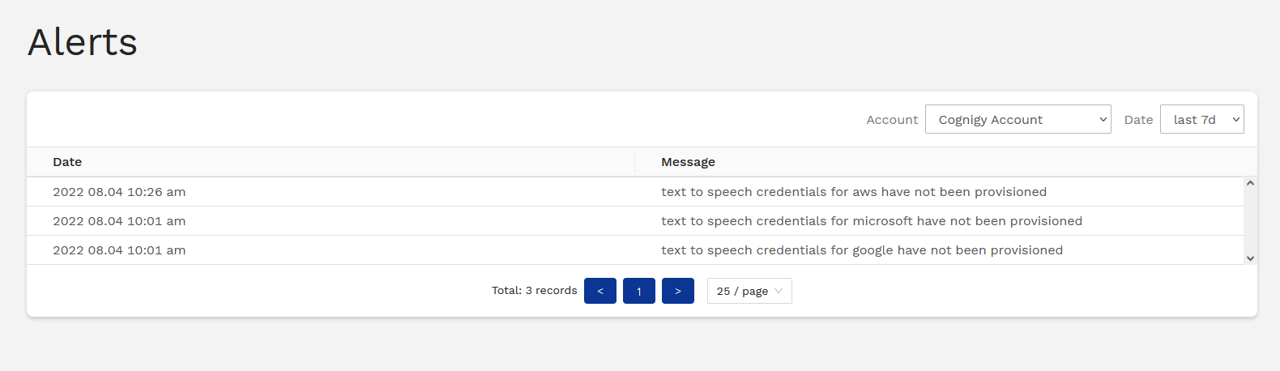 Alerts
Account Cognigy Account Date last 7d
Date Message
2022 08.04 10:26 am text to speech credentials for aws have not been provisioned
2022 08.04 10:01 am text to speech credentials for microsoft have not been provisioned
2022 08.04 10:01 am text to speech credentials for google have not been provisioned
Total: 3 records < 1 > 25 / page